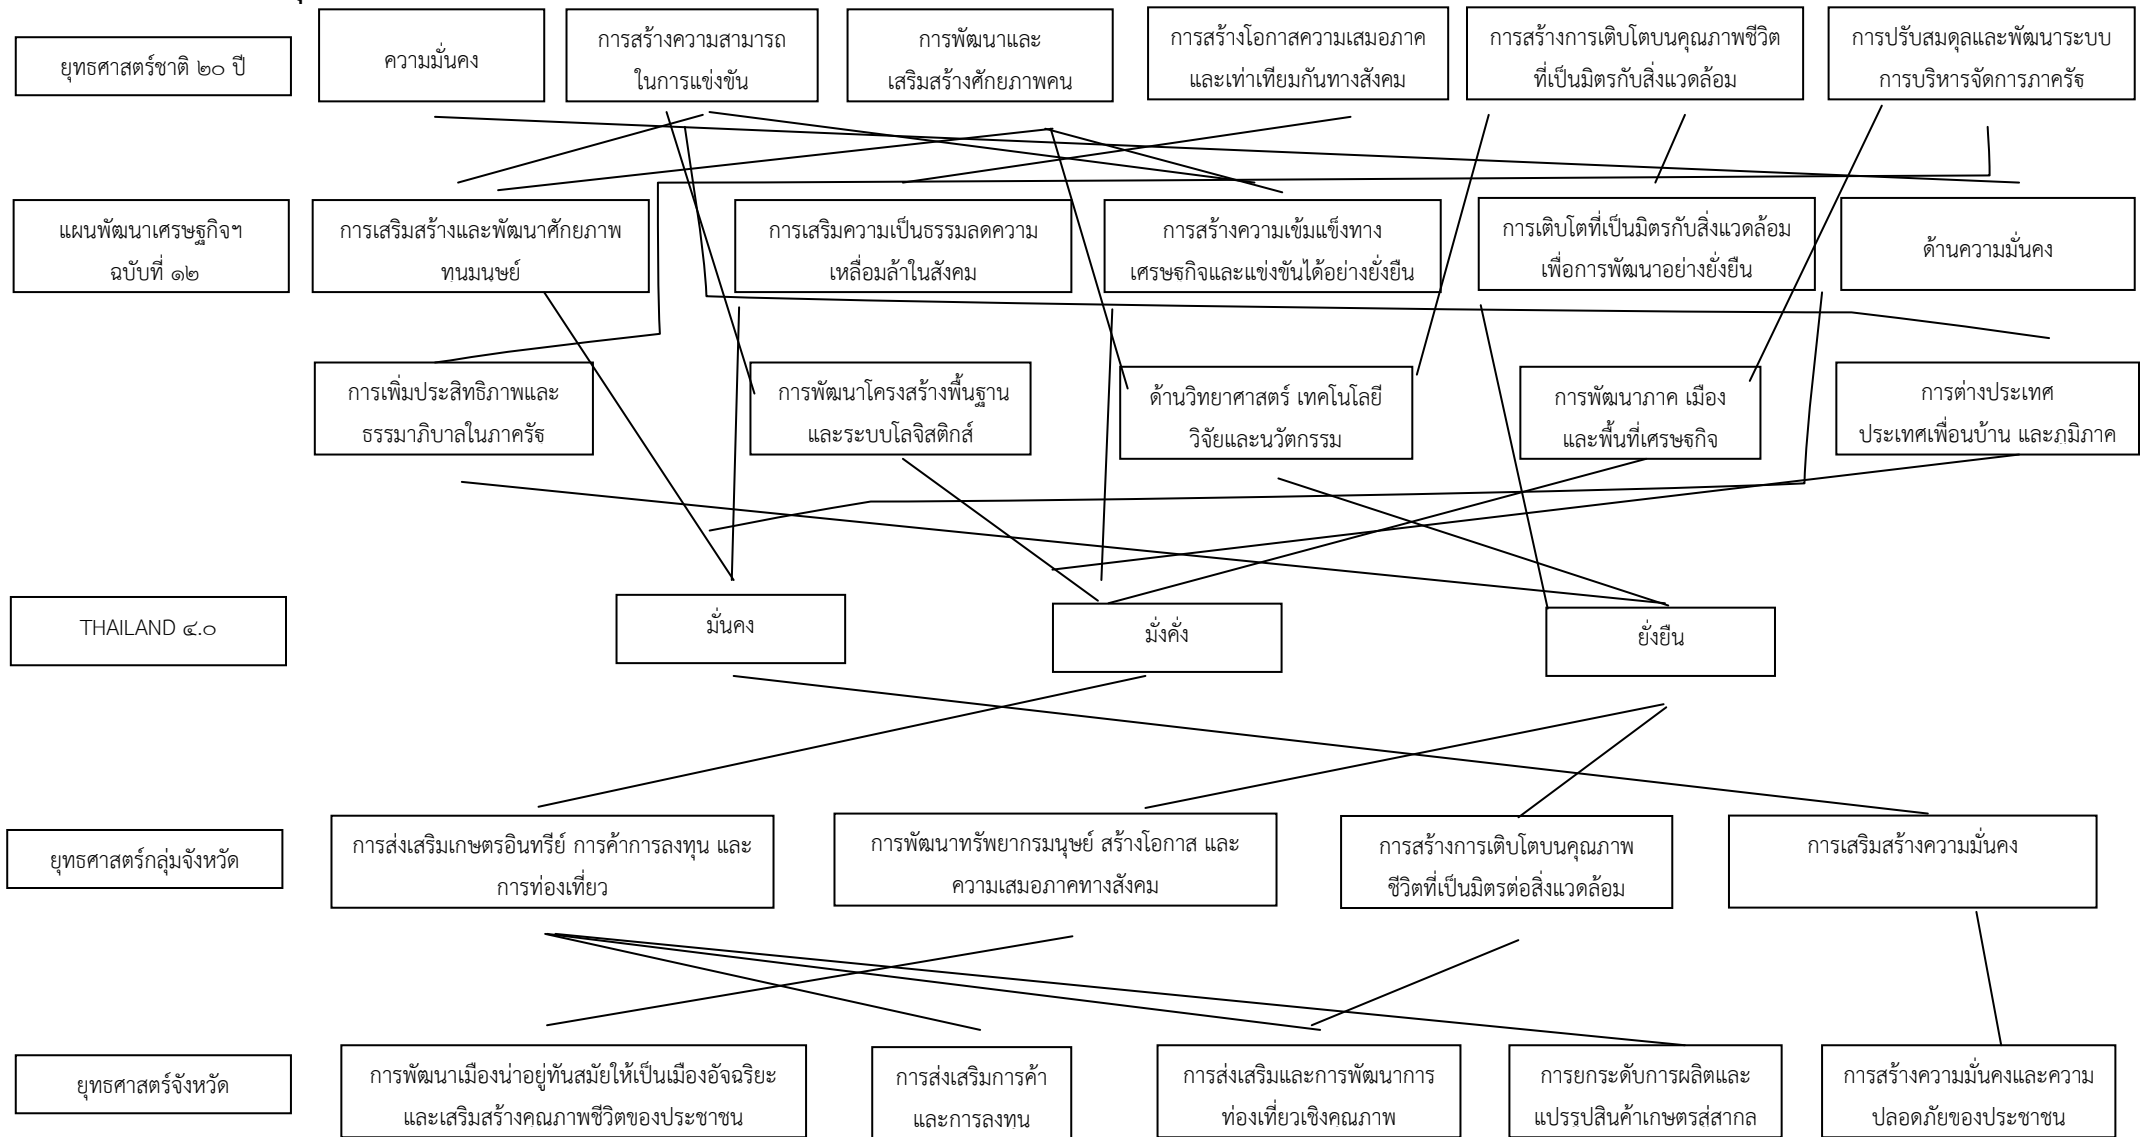 ยุทธศาสตร์ชาติ ๒๐ ปี
ความมั่นคง
การสร้างความสามารถ
ในการแข่งขัน
การพัฒนาและ
เสริมสร้างศักยภาพคน
การสร้างโอกาสความเสมอภาค
และเท่าเทียมกันทางสังคม
การสร้างการเติบโตบนคุณภาพชีวิต
ที่เป็นมิตรกับสิ่งแวดล้อม
การปรับสมดุลและพัฒนาระบบ
การบริหารจัดการภาครัฐ
แผนพัฒนาเศรษฐกิจฯ
ฉบับที่ ๑๒
การเสริมสร้างและพัฒนาศักยภาพ
ทุนมนุษย์
การเสริมความเป็นธรรมลดความ
เหลื่อมล้าในสังคม
การสร้างความเข้มแข็งทาง
เศรษฐกิจและแข่งขันได้อย่างยั่งยืน
การเติบโตที่เป็นมิตรกับสิ่งแวดล้อม
เพื่อการพัฒนาอย่างยั่งยืน
ด้านความมั่นคง
การเพิ่มประสิทธิภาพและ
ธรรมาภิบาลในภาครัฐ
การพัฒนาโครงสร้างพื้นฐาน
และระบบโลจิสติกส์
ด้านวิทยาศาสตร์ เทคโนโลยี
วิจัยและนวัตกรรม
การพัฒนาภาค เมือง
และพื้นที่เศรษฐกิจ
การต่างประเทศ
ประเทศเพื่อนบ้าน และภูมิภาค
THAILAND ๔.๐
มั่นคง
มั่งคั่ง
ยั่งยืน
ยุทธศาสตร์กลุ่มจังหวัด
การส่งเสริมเกษตรอินทรีย์ การค้าการลงทุน และ
การท่องเที่ยว
การพัฒนาทรัพยากรมนุษย์ สร้างโอกาส และ
ความเสมอภาคทางสังคม
การสร้างการเติบโตบนคุณภาพ
ชีวิตที่เป็นมิตรต่อสิ่งแวดล้อม
การเสริมสร้างความมั่นคง
ยุทธศาสตร์จังหวัด
การพัฒนาเมืองน่าอยู่ทันสมัยให้เป็นเมืองอัจฉริยะ
และเสริมสร้างคุณภาพชีวิตของประชาชน
การส่งเสริมการค้า
และการลงทุน
การส่งเสริมและการพัฒนาการ
ท่องเที่ยวเชิงคุณภาพ
การยกระดับการผลิตและ
แปรรูปสินค้าเกษตรสู่สากล
การสร้างความมั่นคงและความ
ปลอดภัยของประชาชน